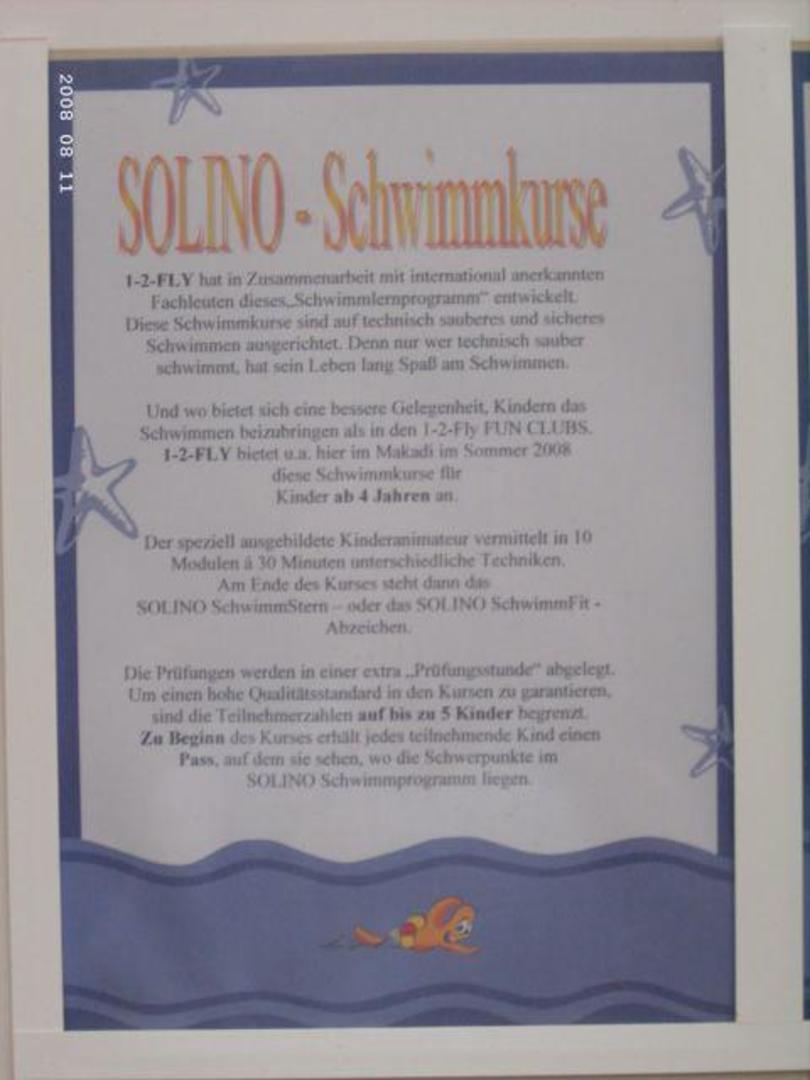 2008 08 11
SOLINO - Schwimmkurse
1-2-FLY hat in Zusammenarbeit mit international anerkannten
Fachleuten dieses„Schwimmlernprogramm“ entwickelt.
Diese Schwimmkurse sind auf technisch sauberes und sicheres
Schwimmen ausgerichtet. Denn nur wer technisch sauber
schwimmt, hat sein Leben lang Spaß am Schwimmen.
Und wo bietet sich eine bessere Gelegenheit, Kindern das
Schwimmen beizubringen als in den 1-2-Fly FUN CLUBS.
1-2-FLY bietet u.a. hier im Makadi im Sommer 2008
diese Schwimmkurse für
Kinder ab 4 Jahren an.
Der speziell ausgebildete Kinderanimateur vermittelt in 10
Modulen á 30 Minuten unterschiedliche Techniken.
Am Ende des Kurses steht dann das
SOLINO SchwimmStern – oder das SOLINO SchwimmFit -
Abzeichen.
Die Prüfungen werden in einer extra „Prüfungsstunde“ abgelegt.
Um einen hohe Qualitätsstandard in den Kursen zu garantieren,
sind die Teilnehmerzahlen auf bis zu 5 Kinder begrenzt.
Zu Beginn des Kurses erhält jedes teilnehmende Kind einen
Pass, auf dem sie sehen, wo die Schwerpunkte im
SOLINO Schwimmprogramm liegen.